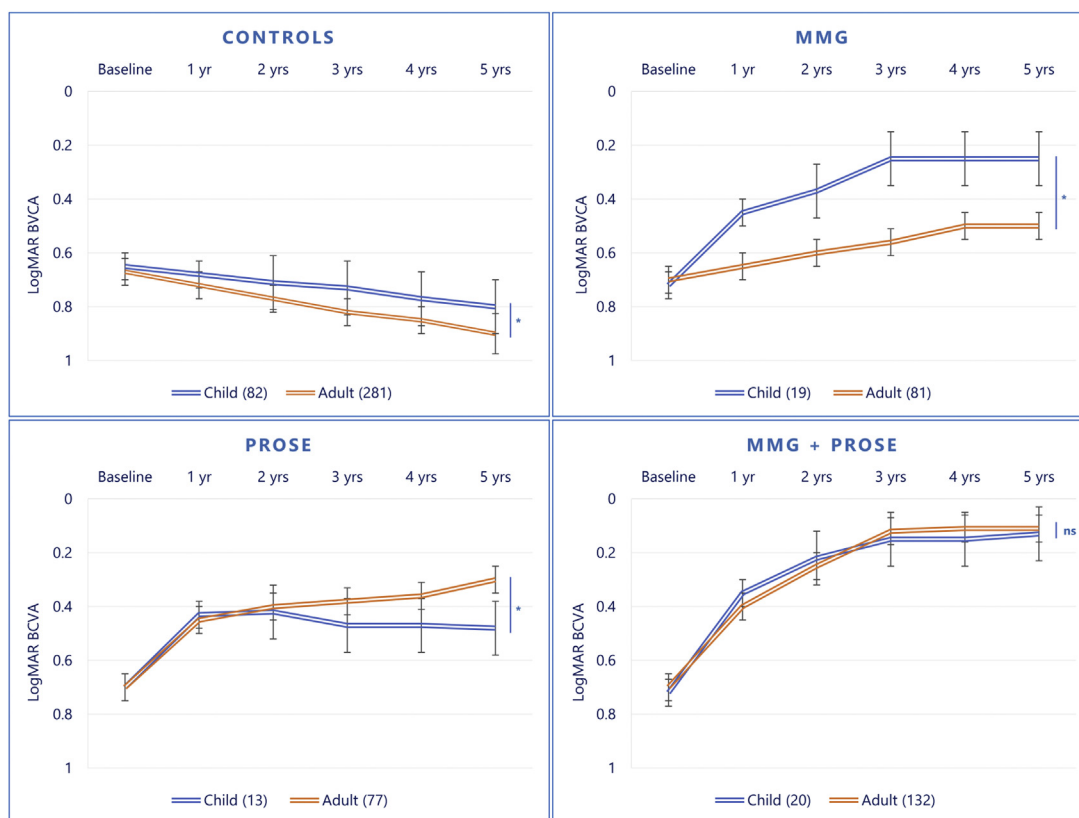 CONTROLS
Baseline 1 yr 2 yrs 3 yrs 4 yrs 5 yrs
0
0.2
0.4
0.6
0.8
1
LogMAR BVCA
*
Child (82) Adult (281)
MMG
Baseline 1 yr 2 yrs 3 yrs 4 yrs 5 yrs
0
0.2
0.4
0.6
0.8
1
LogMAR BVCA
*
Child (19) Adult (81)
PROSE
Baseline 1 yr 2 yrs 3 yrs 4 yrs 5 yrs
0
0.2
0.4
0.6
0.8
1
LogMAR BCVA
*
Child (13) Adult (77)
MMG + PROSE
Baseline 1 yr 2 yrs 3 yrs 4 yrs 5 yrs
0
0.2
0.4
0.6
0.8
1
LogMAR BCVA
ns
Child (20) Adult (132)